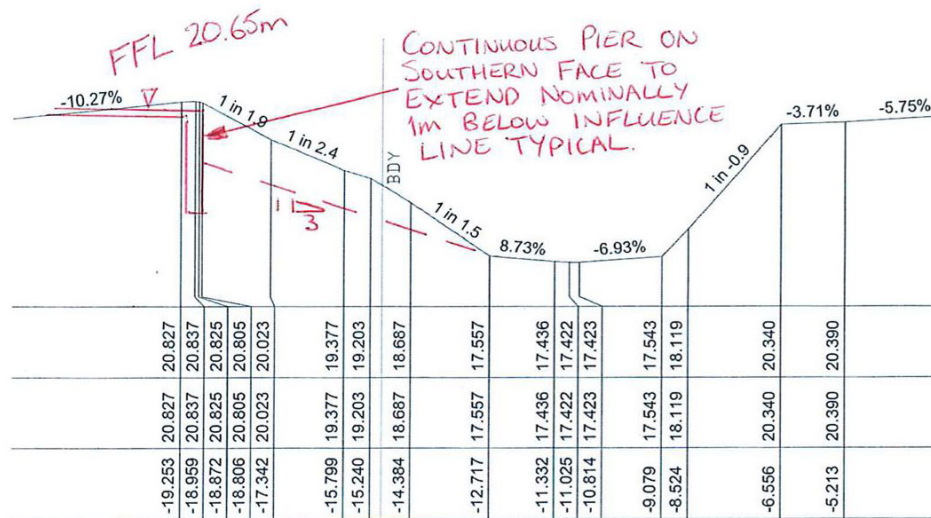 FFL 20.65m
CONTINUOUS PIER ON
SOUTHERN FACE TO
EXTEND NOMINALLY
1m BELOW INFLUENCE
LINE TYPICAL.
-10.27%
1 in 1.9
1 in 2.4
BDY
1 in 1.5
8.73%
-6.93%
1 in -0.9
-3.71%
-5.75%
1
3
20.827 20.837 20.825 20.805 20.023 19.377 19.203 18.687 17.557 17.436 17.422 17.423 17.543 18.119 20.340 20.390
20.827 20.837 20.825 20.805 20.023 19.377 19.203 18.687 17.557 17.436 17.422 17.423 17.543 18.119 20.340 20.390
-19.253 -18.959 -18.872 -18.806 -17.342 -15.799 -15.240 -14.384 -12.717 -11.332 -11.025 -10.814 -9.079 -8.524 -6.556 -5.213